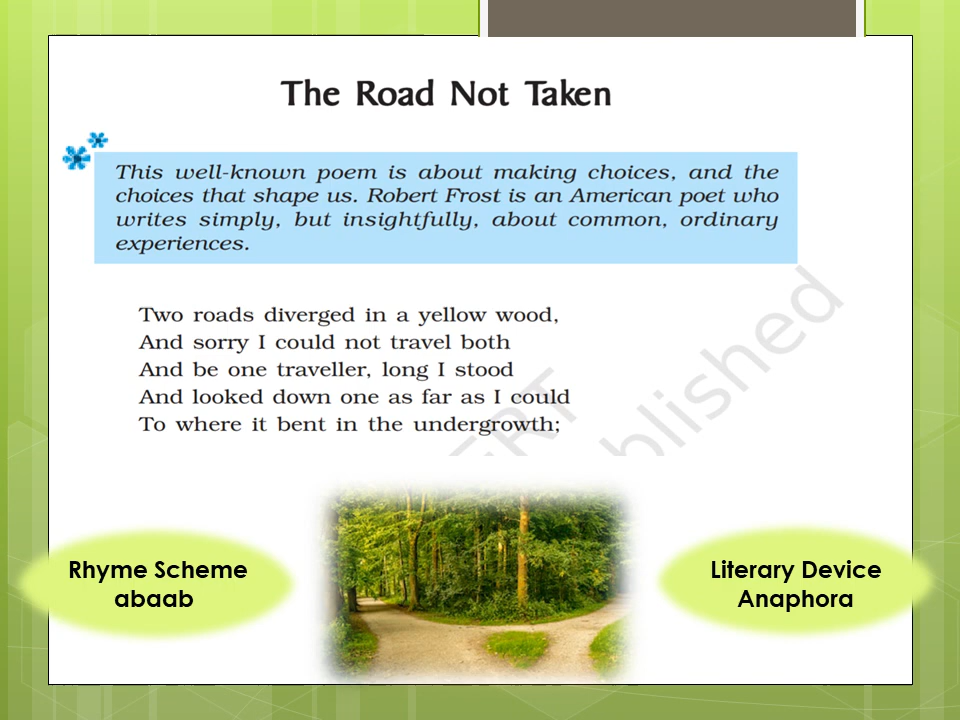 The Road Not Taken
This well-known poem is about making choices, and the
choices that shape us. Robert Frost is an American poet who
writes simply, but insightfully, about common, ordinary
experiences.
Two roads diverged in a yellow wood,
And sorry I could not travel both
And be one traveller, long I stood
And looked down one as far as I could
To where it bent in the undergrowth;
Rhyme Scheme
abaab
Literary Device
Anaphora